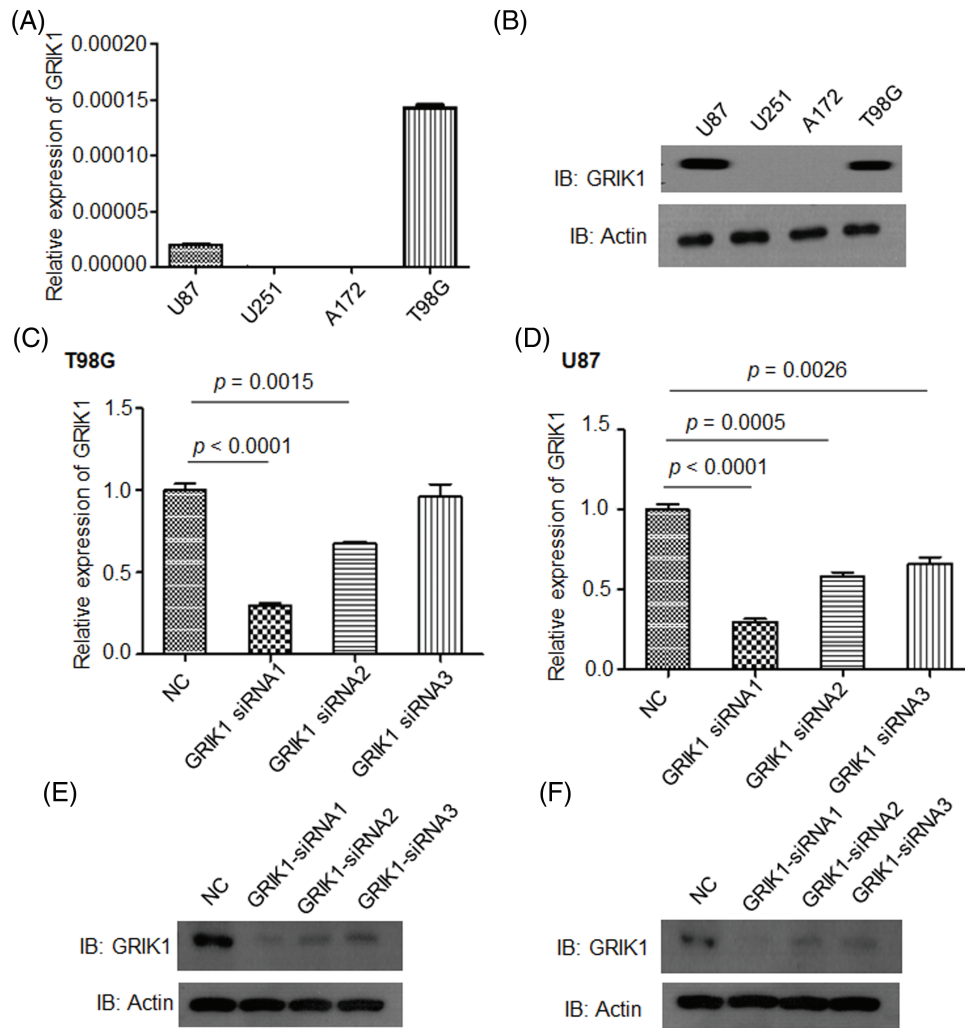 (A)
Relative expression of GRIK1
0.00020
0.00015
0.00010
0.00005
0.00000
U87
U251
A172
T98G
(B)
U87
U251
A172
T98G
IB: GRIK1
IB: Actin
(C)
T98G
p = 0.0015
p < 0.0001
Relative expression of GRIK1
1.5
1.0
0.5
0.0
NC
GRIK1 siRNA1
GRIK1 siRNA2
GRIK1 siRNA3
(D)
U87
p = 0.0026
p = 0.0005
p < 0.0001
Relative expression of GRIK1
1.5
1.0
0.5
0.0
NC
GRIK1 siRNA1
GRIK1 siRNA2
GRIK1 siRNA3
(E)
NC
GRIK1-siRNA1
GRIK1-siRNA2
GRIK1-siRNA3
IB: GRIK1
IB: Actin
(F)
NC
GRIK1-siRNA1
GRIK1-siRNA2
GRIK1-siRNA3
IB: GRIK1
IB: Actin